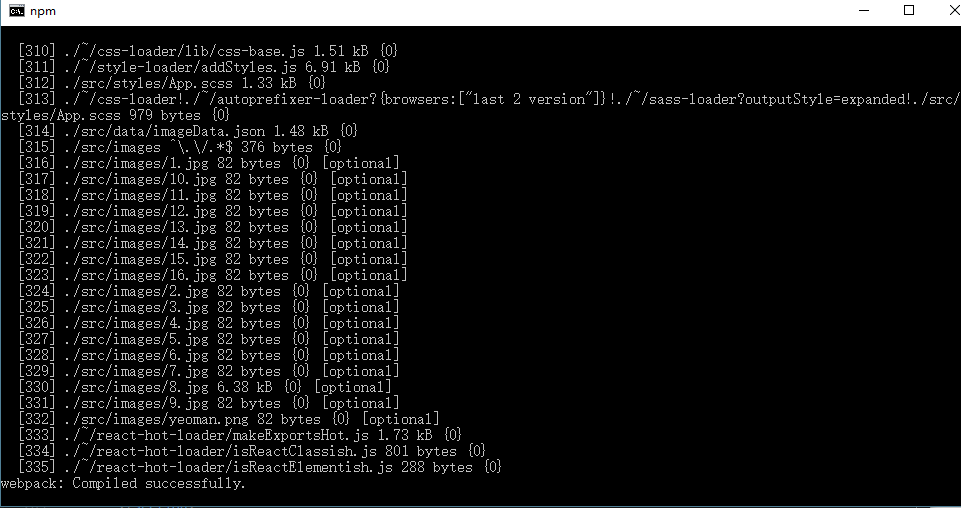 npm
[310] ./~/css-loader/lib/css-base.js 1.51 kB {0}
[311] ./~/style-loader/addStyles.js 6.91 kB {0}
[312] ./src/styles/App.scss 1.33 kB {0}
[313] ./~/css-loader!./~/autoprefixer-loader?{browsers:["last 2 version"]}!./~/sass-loader?outputStyle=expanded!./src/
styles/App.scss 979 bytes {0}
[314] ./src/data/imageData.json 1.48 kB {0}
[315] ./src/images ^\.\/.*$ 376 bytes {0}
[316] ./src/images/1.jpg 82 bytes {0} [optional]
[317] ./src/images/10.jpg 82 bytes {0} [optional]
[318] ./src/images/11.jpg 82 bytes {0} [optional]
[319] ./src/images/12.jpg 82 bytes {0} [optional]
[320] ./src/images/13.jpg 82 bytes {0} [optional]
[321] ./src/images/14.jpg 82 bytes {0} [optional]
[322] ./src/images/15.jpg 82 bytes {0} [optional]
[323] ./src/images/16.jpg 82 bytes {0} [optional]
[324] ./src/images/2.jpg 82 bytes {0} [optional]
[325] ./src/images/3.jpg 82 bytes {0} [optional]
[326] ./src/images/4.jpg 82 bytes {0} [optional]
[327] ./src/images/5.jpg 82 bytes {0} [optional]
[328] ./src/images/6.jpg 82 bytes {0} [optional]
[329] ./src/images/7.jpg 82 bytes {0} [optional]
[330] ./src/images/8.jpg 6.38 kB {0} [optional]
[331] ./src/images/9.jpg 82 bytes {0} [optional]
[332] ./src/images/yeoman.png 82 bytes {0} [optional]
[333] ./~/react-hot-loader/makeExportsHot.js 1.73 kB {0}
[334] ./~/react-hot-loader/isReactClassish.js 801 bytes {0}
[335] ./~/react-hot-loader/isReactElementish.js 288 bytes {0}
webpack: Compiled successfully.